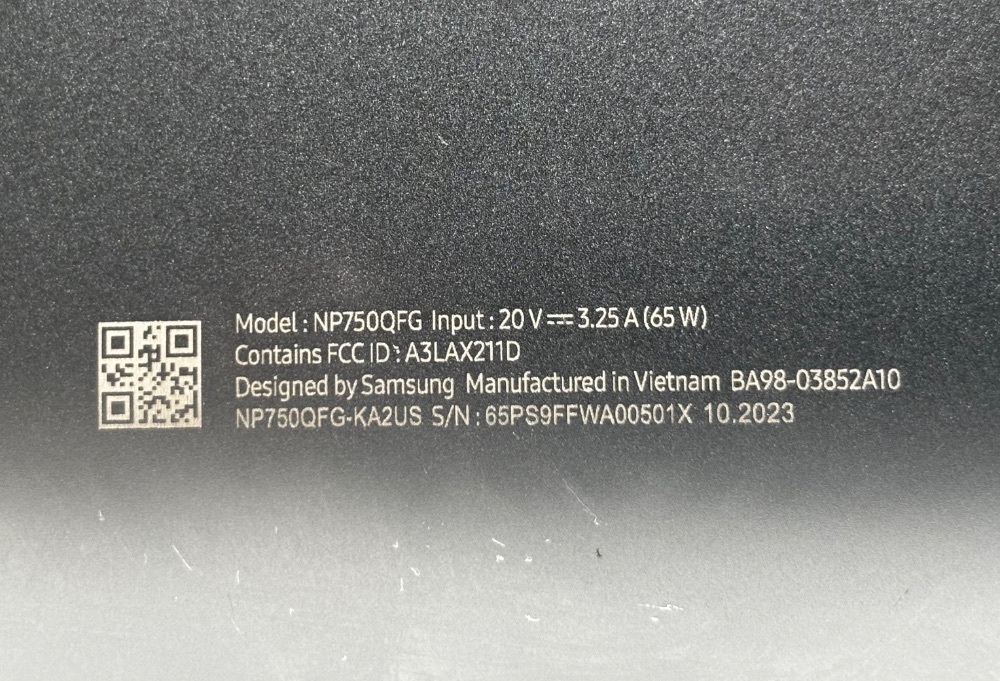 Model : NP750QFG Input : 20 V ⎓ 3.25 A (65 W)
Contains FCC ID : A3LAX211D
Designed by Samsung Manufactured in Vietnam BA98-03852A10
NP750QFG-KA2US S/N : 65PS9FFWA00501X 10.2023